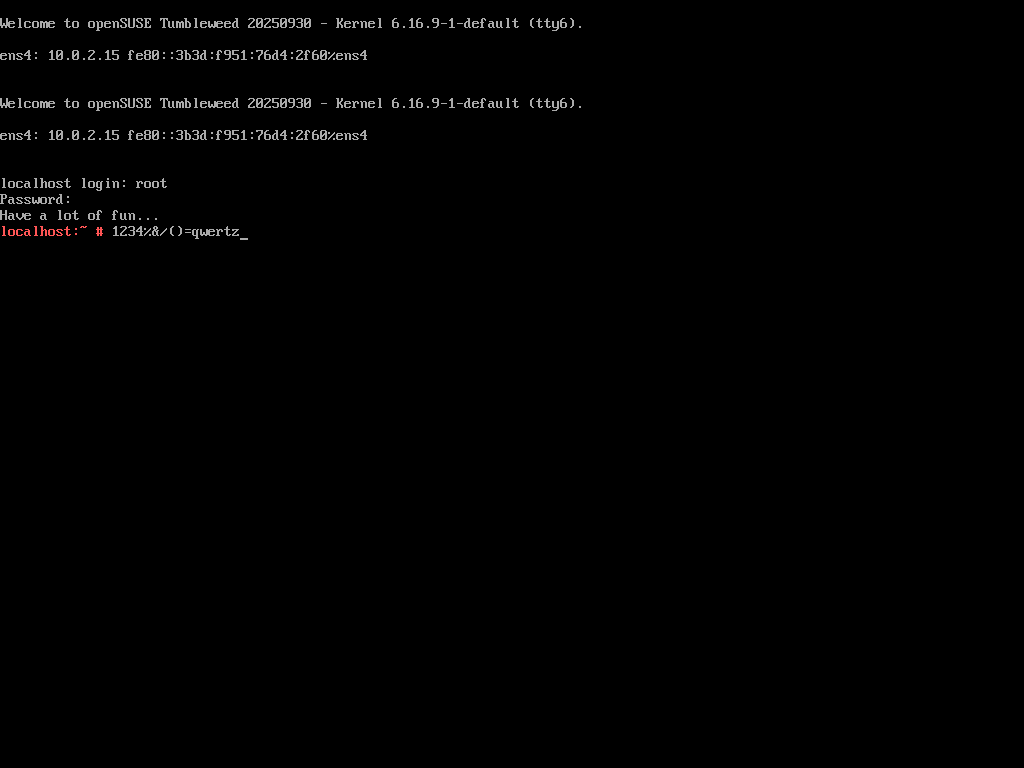 Welcome to openSUSE Tumbleweed 20250930 - Kernel 6.16.9-1-default (tty6).
ens4: 10.0.2.15 fe80::3b3d:f951:76d4:2f60%ens4
Welcome to openSUSE Tumbleweed 20250930 - Kernel 6.16.9-1-default (tty6).
ens4: 10.0.2.15 fe80::3b3d:f951:76d4:2f60%ens4
localhost login: root
Password:
Have a lot of fun...
localhost:~ # 1234%&/()=qwertz_